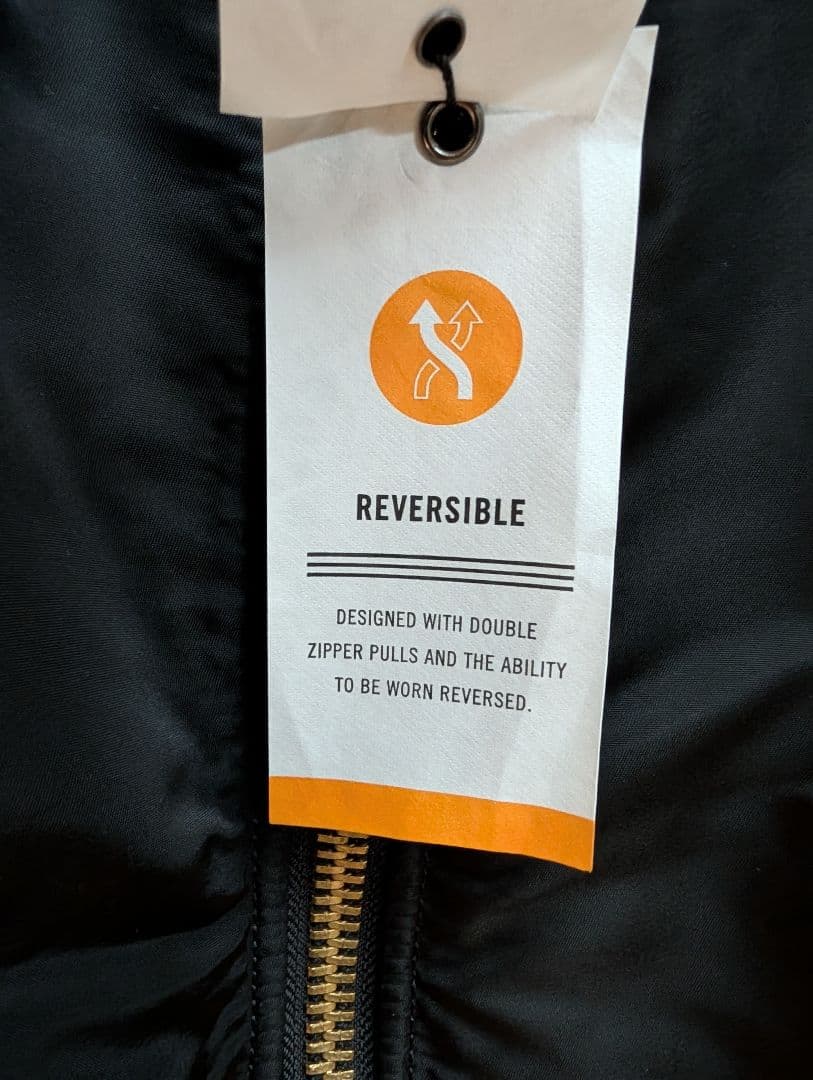 REVERSIBLE
DESIGNED WITH DOUBLE
ZIPPER PULLS AND THE ABILITY
TO BE WORN REVERSED.